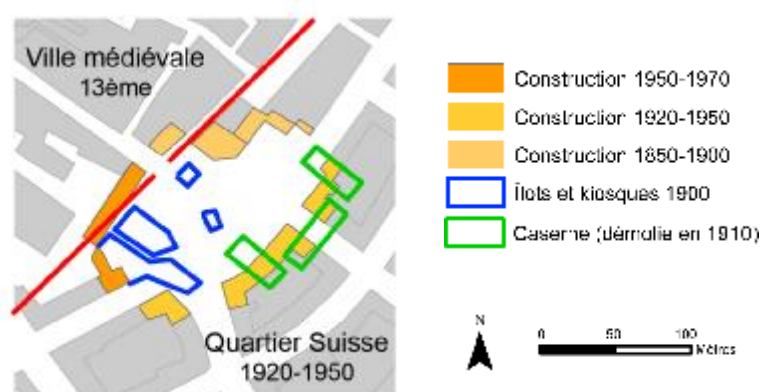 Ville médiévale
13ème
Quartier Suisse
1920-1950
Construction 1950-1970
Construction 1920-1950
Construction 1850-1900
Îlots et kiosques 1900
Caserne (démolie en 1910)
N
0 50 100
Mètres